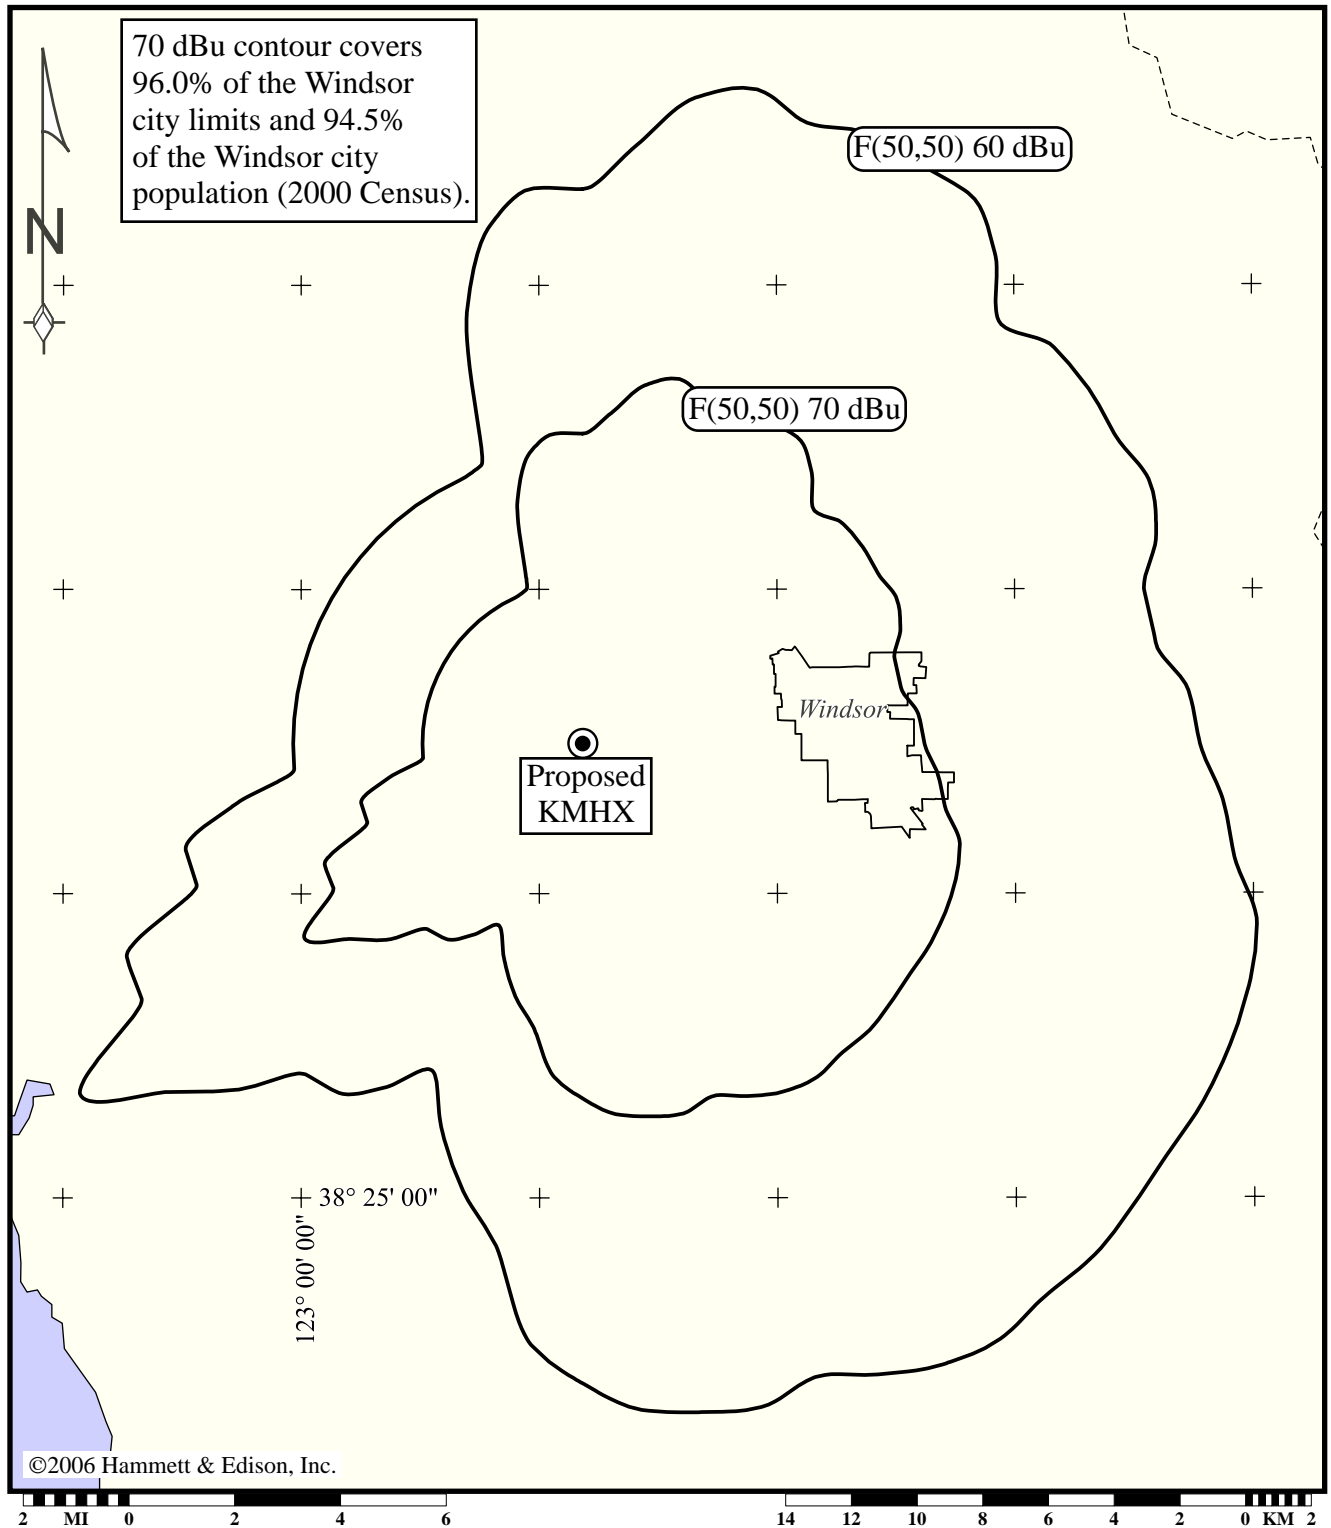 70 dBu contour covers
96.0% of the Windsor
city limits and 94.5%
of the Windsor city
population (2000 Census).
N
F(50,50) 60 dBu
F(50,50) 70 dBu
Windsor
Proposed
KMHX
38° 25' 00"
123° 00' 00"
©2006 Hammett & Edison, Inc.
2 MI 0 2 4 6 14 12 10 8 6 4 2 0 KM 2